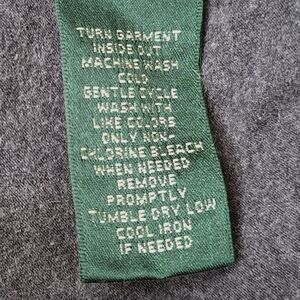 TURN GARMENT
INSIDE OUT
MACHINE WASH
COLD
GENTLE CYCLE
WASH WITH
LIKE COLORS
ONLY NON-
CHLORINE BLEACH
WHEN NEEDED
REMOVE
PROMPTLY
TUMBLE DRY LOW
COOL IRON
IF NEEDED